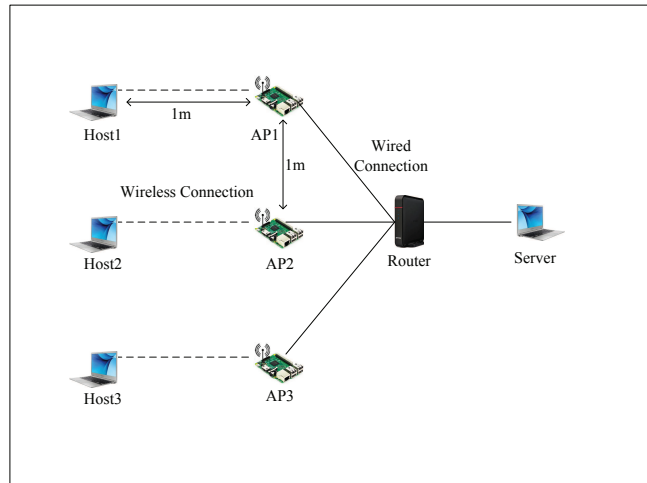 Host1
1m
AP1
1m
Wired
Connection
Wireless Connection
Host2
AP2
Router
Server
Host3
AP3